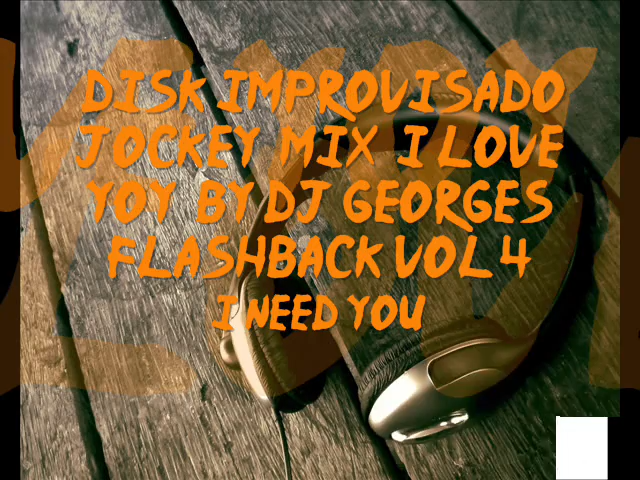 DISK IMPROVISADO
JOCKEY MIX I LOVE
YOY BY DJ GEORGES
FLASHBACK VOL 4
I NEED YOU